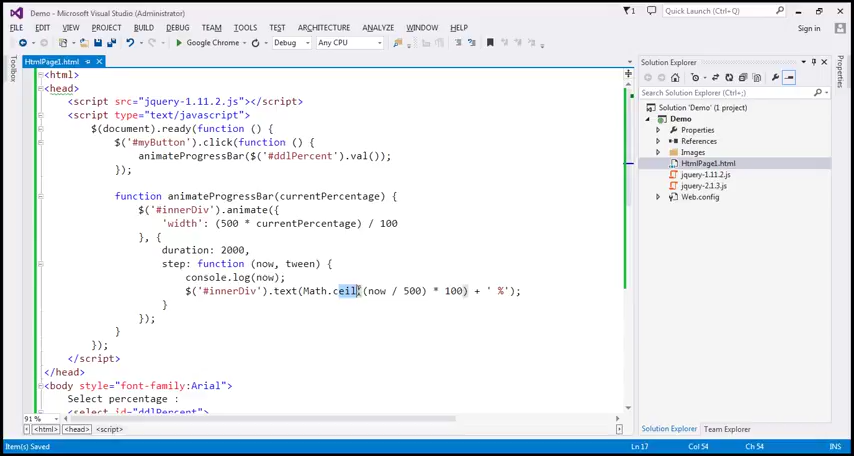 Demo - Microsoft Visual Studio (Administrator)
1
Quick Launch (Ctrl+;)
FILE EDIT VIEW PROJECT BUILD DEBUG TEAM TOOLS TEST ARCHITECTURE ANALYZE WINDOW HELP
Sign in
Google Chrome Debug Any CPU
Toolbox
HtmlPage1.html
<html>
<head>
<script src="jquery-1.11.2.js"></script>
<script type="text/javascript">
$(document).ready(function () {
$('#myButton').click(function () {
animateProgressBar($('#ddlPercent').val());
});
function animateProgressBar(currentPercentage) {
$('#innerDiv').animate({
'width': (500 * currentPercentage) / 100
}, {
duration: 2000,
step: function (now, tween) {
console.log(now);
$('#innerDiv').text(Math.ceil((now / 500) * 100) + ' %');
}
});
}
});
</script>
</head>
<body style="font-family:Arial">
Select percentage :
<select id="ddlPercent">
91 %
<html> <head> <script>
Solution Explorer
Search Solution Explorer (Ctrl+;)
Solution 'Demo' (1 project)
Demo
Properties
References
Images
HtmlPage1.html
jquery-1.11.2.js
jquery-2.1.3.js
Web.config
Solution Explorer Team Explorer
Properties
Item(s) Saved
Ln 17 Col 54 Ch 54 INS